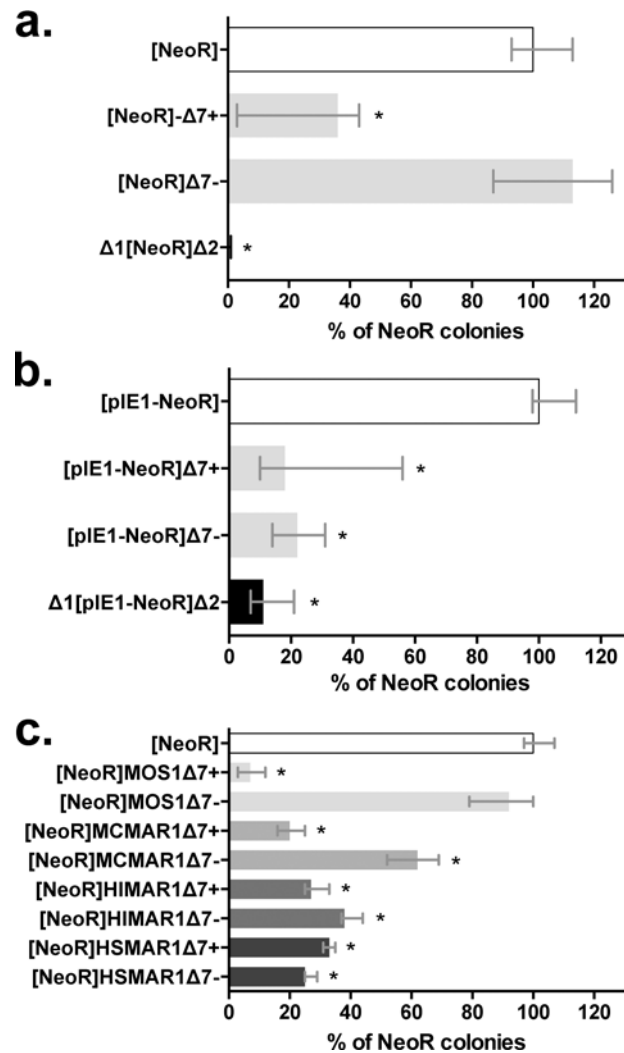 a.
[NeoR]
[NeoR]-Δ7+
*
[NeoR]Δ7-
Δ1[NeoR]Δ2
*
0 20 40 60 80 100 120
% of NeoR colonies
b.
[pIE1-NeoR]
[pIE1-NeoR]Δ7+
*
[pIE1-NeoR]Δ7-
*
Δ1[pIE1-NeoR]Δ2
*
0 20 40 60 80 100 120
% of NeoR colonies
c.
[NeoR]
[NeoR]MOS1Δ7+
*
[NeoR]MOS1Δ7-
[NeoR]MCMAR1Δ7+
*
[NeoR]MCMAR1Δ7-
*
[NeoR]HIMAR1Δ7+
*
[NeoR]HIMAR1Δ7-
*
[NeoR]HSMAR1Δ7+
*
[NeoR]HSMAR1Δ7-
*
0 20 40 60 80 100 120
% of NeoR colonies